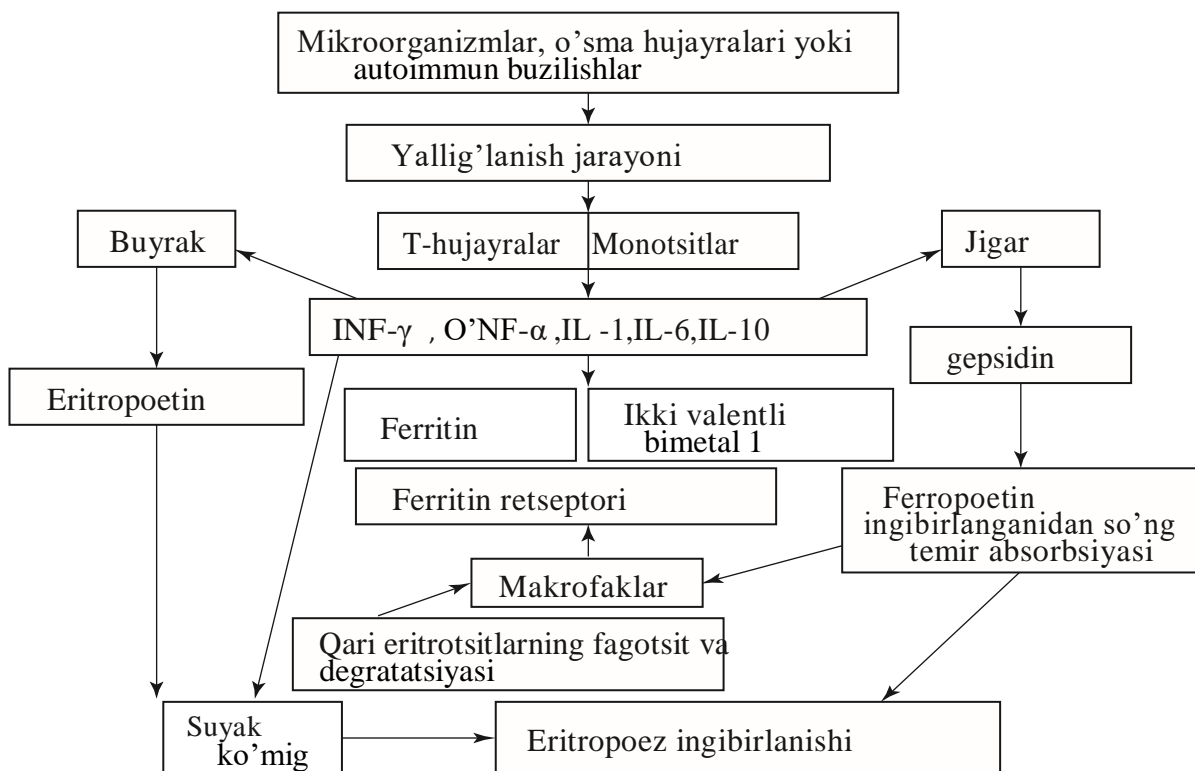 Mikroorganizmlar, o’sma hujayralari yoki
autoimmun buzilishlar
Yallig’lanish jarayoni
Buyrak
T-hujayralar
Monotsitlar
Jigar
INF-γ , O’NF-α ,IL -1,IL-6,IL-10
gepsidin
Eritropoetin
Ferritin
Ikki valentli
bimetal 1
Ferritin retseptori
Ferropoetin
ingibirlanganidan so’ng
temir absorbsiyasi
Makrofaklar
Qari eritrotsitlarning fagotsit va
degratatsiyasi
Suyak
ko’mig
Eritropoez ingibirlanishi